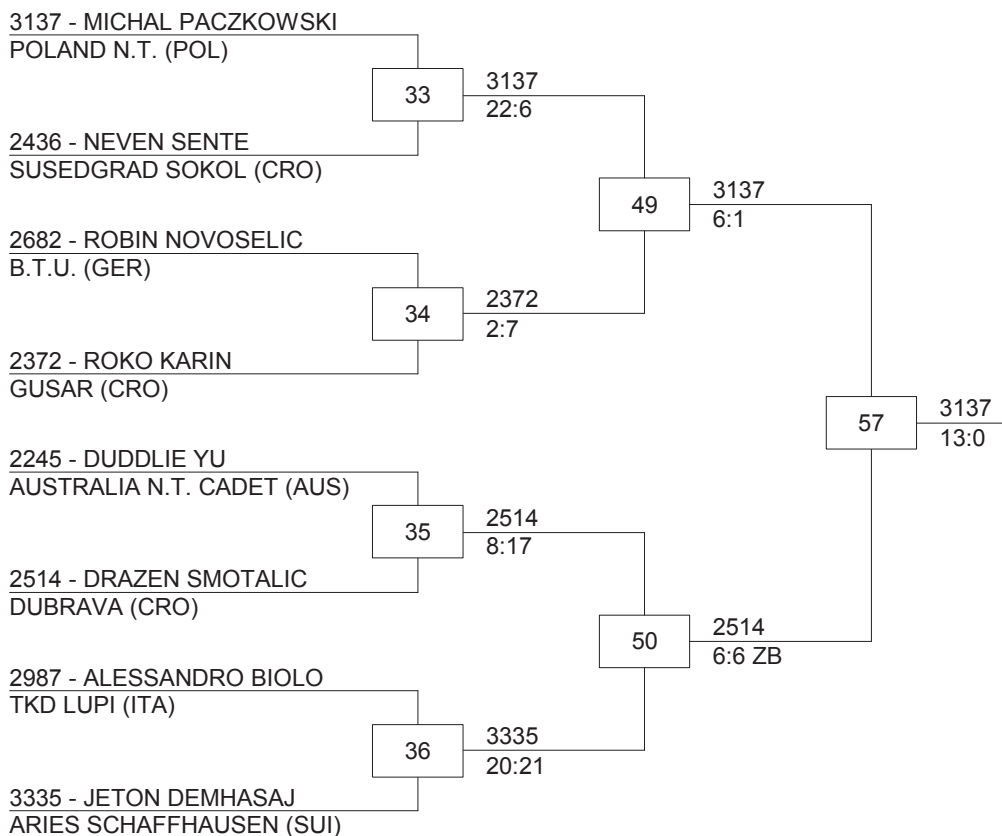 3137 - MICHAL PACZKOWSKI
POLAND N.T. (POL)
33
3137
22:6
2436 - NEVEN SENTE
SUSEDGRAD SOKOL (CRO)
49
3137
6:1
2682 - ROBIN NOVOSELIC
B.T.U. (GER)
34
2372
2:7
2372 - ROKO KARIN
GUSAR (CRO)
57
3137
13:0
2245 - DUDDLIE YU
AUSTRALIA N.T. CADET (AUS)
35
2514
8:17
2514 - DRAZEN SMOTALIC
DUBRAVA (CRO)
50
2514
6:6 ZB
2987 - ALESSANDRO BIOLO
TKD LUPI (ITA)
36
3335
20:21
3335 - JETON DEMHASAJ
ARIES SCHAFFHAUSEN (SUI)